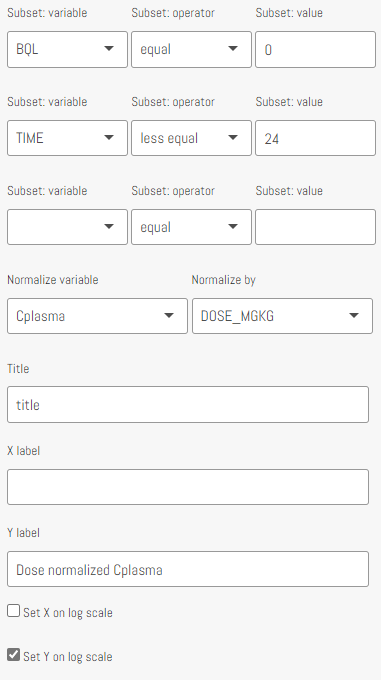 Subset: variable Subset: operator Subset: value
BQL equal 0
Subset: variable Subset: operator Subset: value
TIME less equal 24
Subset: variable Subset: operator Subset: value
equal
Normalize variable Normalize by
Cplasma DOSE_MGKG
Title
title
X label
Y label
Dose normalized Cplasma
Set X on log scale
Set Y on log scale